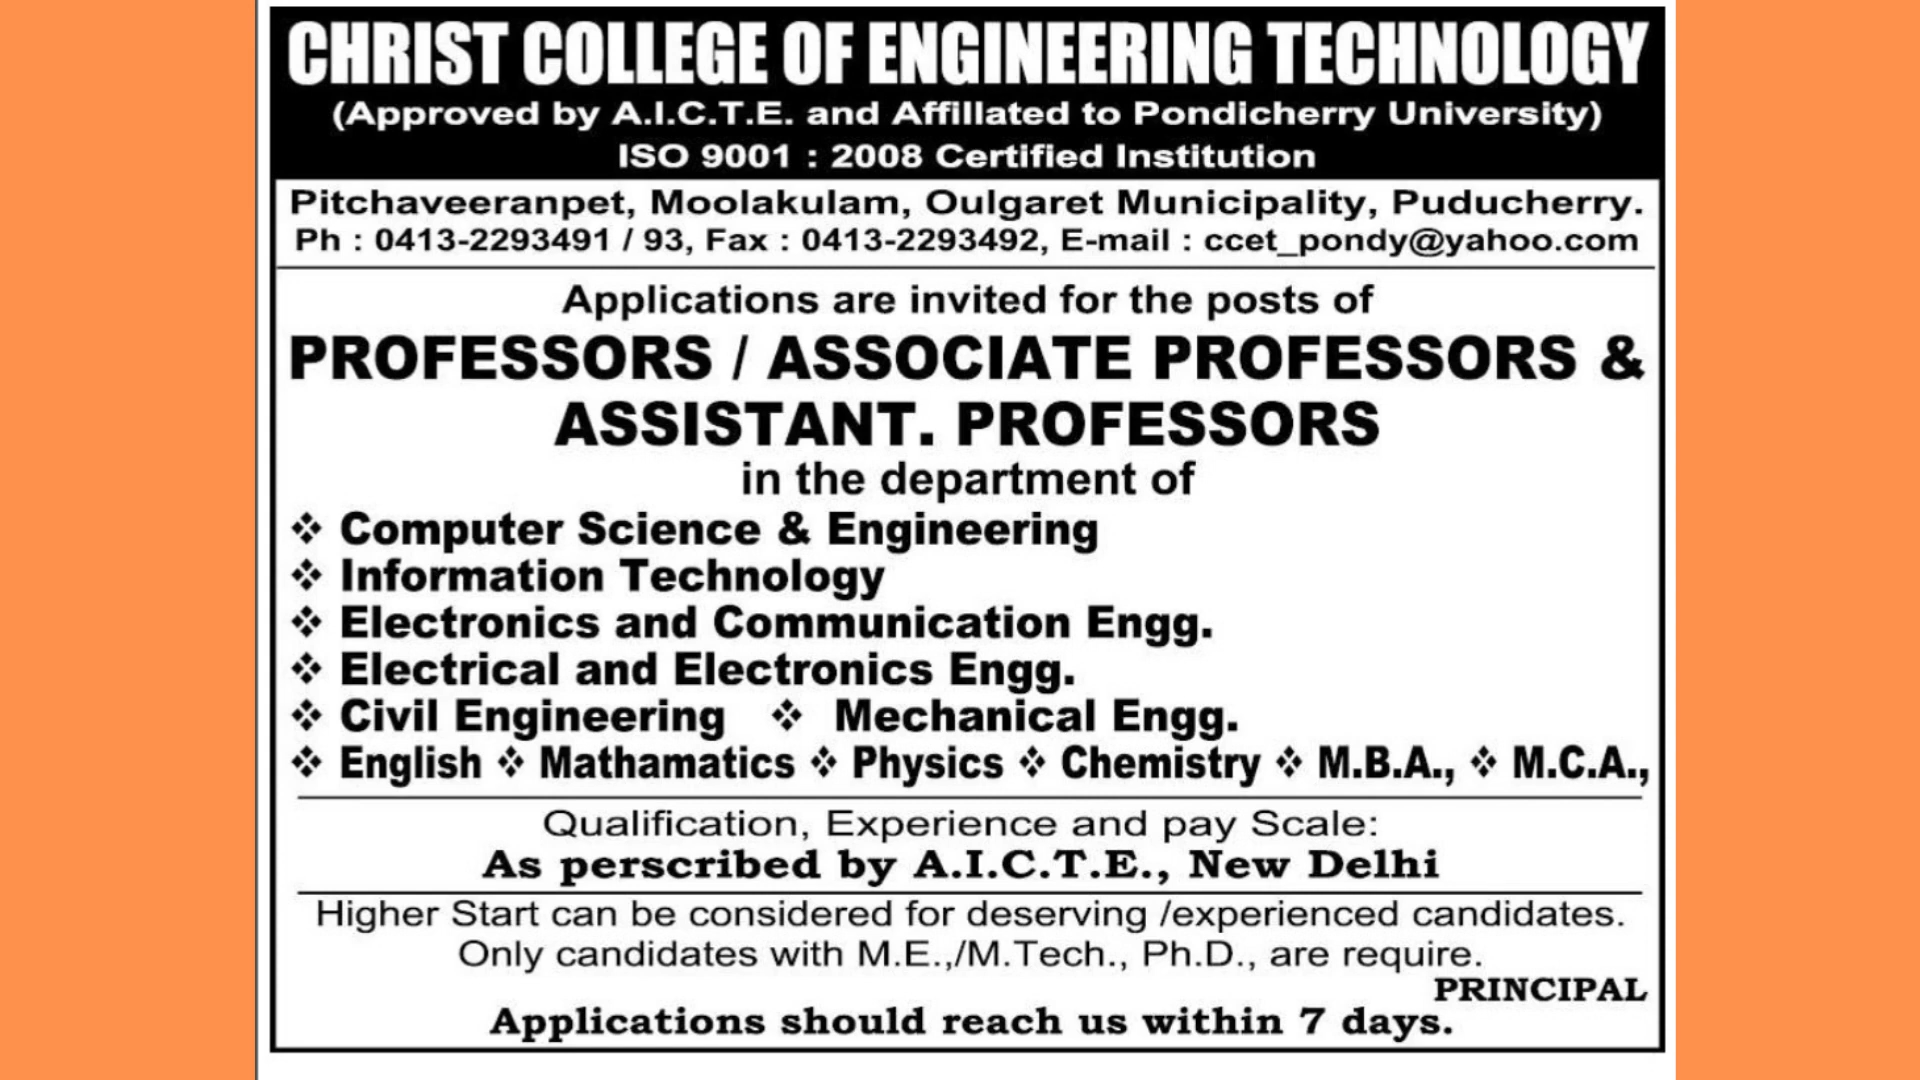 CHRIST COLLEGE OF ENGINEERING TECHNOLOGY
(Approved by A.I.C.T.E. and Affillated to Pondicherry University)
ISO 9001 : 2008 Certified Institution
Pitchaveeranpet, Moolakulam, Oulgaret Municipality, Puducherry.
Ph : 0413-2293491 / 93, Fax : 0413-2293492, E-mail : ccet_pondy@yahoo.com
Applications are invited for the posts of
PROFESSORS / ASSOCIATE PROFESSORS &
ASSISTANT. PROFESSORS
in the department of
❖ Computer Science & Engineering
❖ Information Technology
❖ Electronics and Communication Engg.
❖ Electrical and Electronics Engg.
❖ Civil Engineering ❖ Mechanical Engg.
❖ English ❖ Mathamatics ❖ Physics ❖ Chemistry ❖ M.B.A., ❖ M.C.A.,
Qualification, Experience and pay Scale:
As perscribed by A.I.C.T.E., New Delhi
Higher Start can be considered for deserving /experienced candidates.
Only candidates with M.E.,/M.Tech., Ph.D., are require.
PRINCIPAL
Applications should reach us within 7 days.